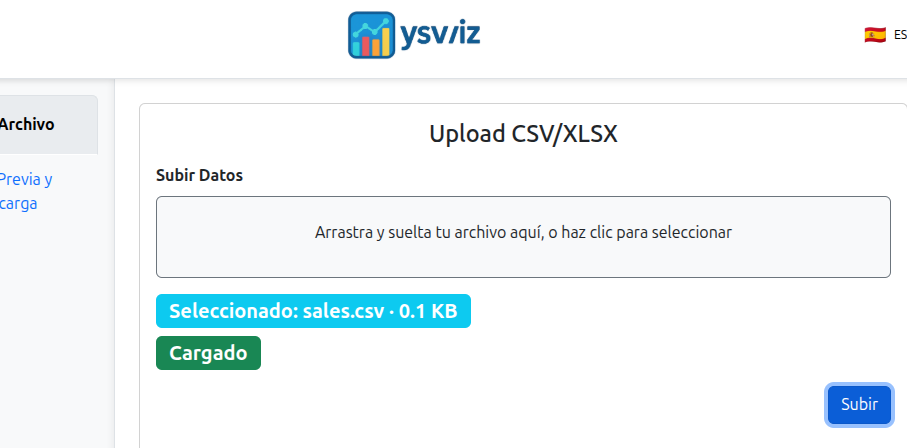 ysviz
ES
Archivo
Previa y
carga
Upload CSV/XLSX
Subir Datos
Arrastra y suelta tu archivo aquí, o haz clic para seleccionar
Seleccionado: sales.csv · 0.1 KB
Cargado
Subir